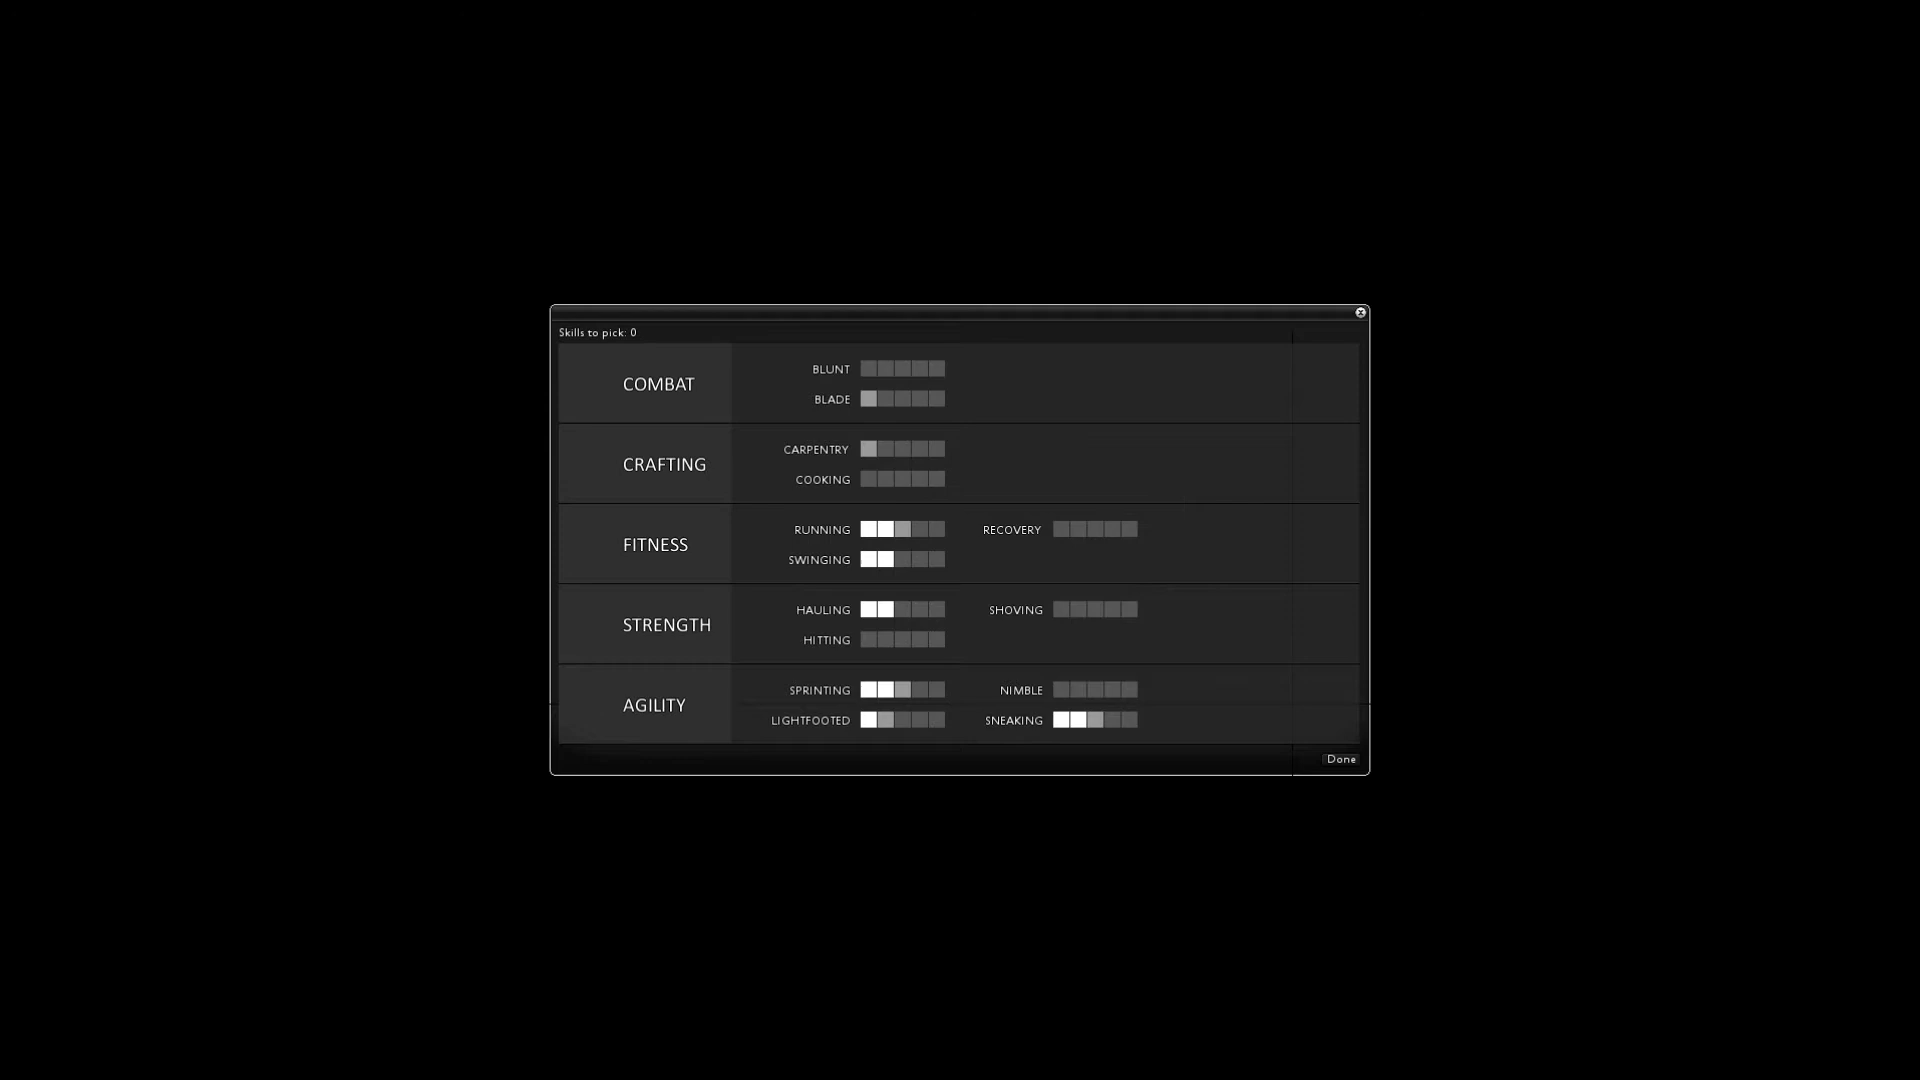 Skills to pick: 0
COMBAT
BLUNT
BLADE
CRAFTING
CARPENTRY
COOKING
FITNESS
RUNNING RECOVERY
SWINGING
STRENGTH
HAULING SHOVING
HITTING
AGILITY
SPRINTING NIMBLE
LIGHTFOOTED SNEAKING
Done